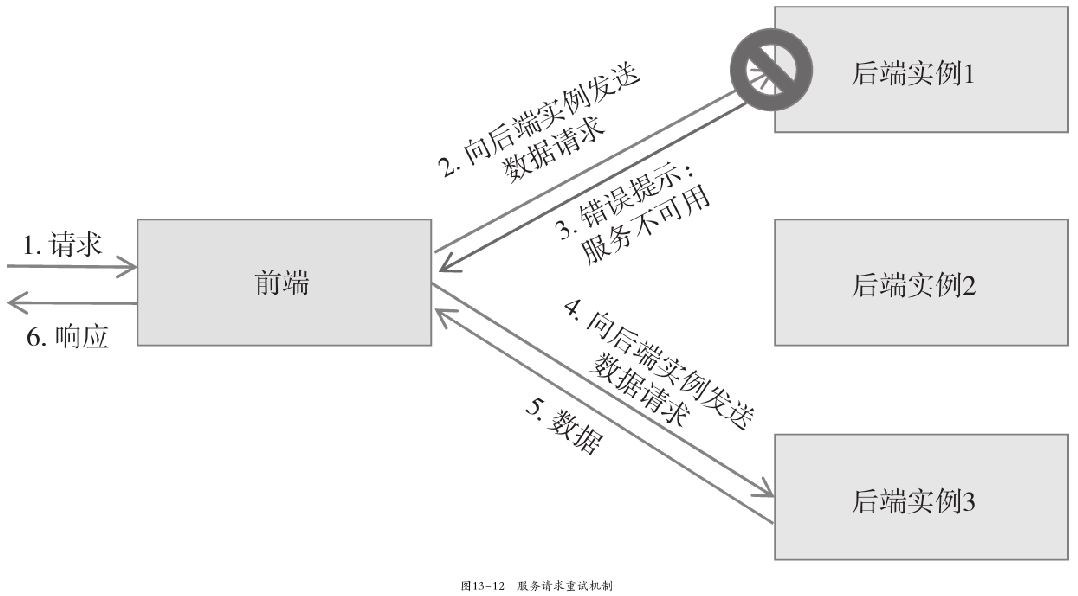 后端实例1
2. 向后端实例发送
数据请求
3. 错误提示：
服务不可用
1. 请求
前端
后端实例2
6. 响应
4. 向后端实例发送
数据请求
5. 数据
后端实例3
图13-12 服务请求重试机制